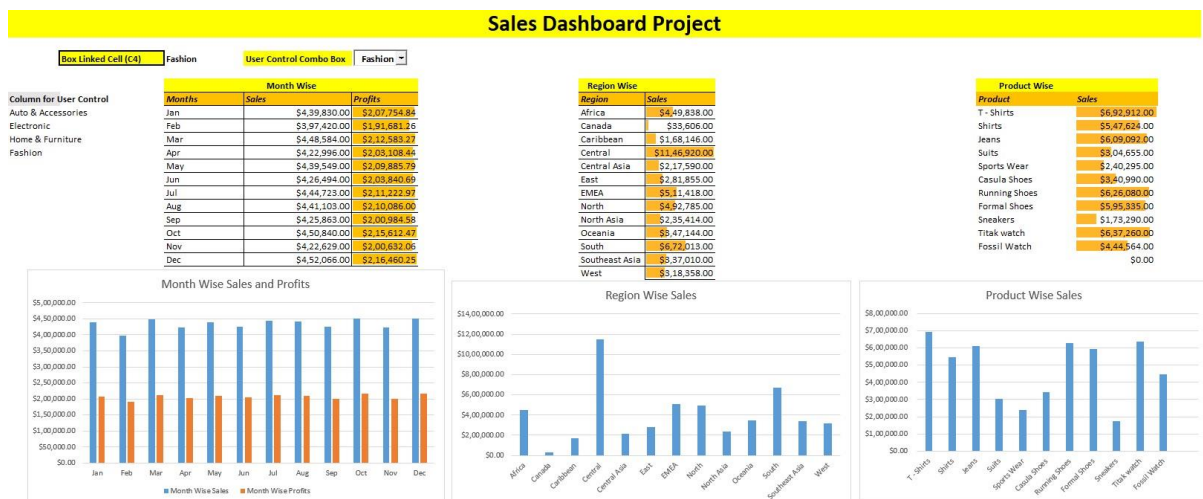 Sales Dashboard Project
Box Linked Cell (C4) Fashion User Control Combo Box Fashion
Month Wise
Column for User Control Months Sales Profits
Auto & Accessories Jan $4,39,830.00 $2,07,754.84
Electronic Feb $3,97,420.00 $1,91,681.26
Home & Furniture Mar $4,48,584.00 $2,12,583.27
Fashion Apr $4,22,996.00 $2,03,108.44
May $4,39,549.00 $2,09,885.79
Jun $4,26,494.00 $2,03,840.69
Jul $4,44,723.00 $2,11,222.97
Aug $4,41,103.00 $2,10,086.00
Sep $4,25,863.00 $2,00,984.58
Oct $4,50,840.00 $2,15,612.47
Nov $4,22,629.00 $2,00,632.06
Dec $4,52,066.00 $2,16,460.25
Region Wise
Region Sales
Africa $4,49,838.00
Canada $33,606.00
Caribbean $1,68,146.00
Central $11,46,920.00
Central Asia $2,17,590.00
East $2,81,855.00
EMEA $5,11,418.00
North $4,92,785.00
North Asia $2,35,414.00
Oceania $3,47,144.00
South $6,72,013.00
Southeast Asia $3,37,010.00
West $3,18,358.00
Product Wise
Product Sales
T - Shirts $6,92,912.00
Shirts $5,47,624.00
Jeans $6,09,092.00
Suits $3,04,655.00
Sports Wear $2,40,295.00
Casula Shoes $3,40,990.00
Running Shoes $6,26,080.00
Formal Shoes $5,95,335.00
Sneakers $1,73,290.00
Titak watch $6,37,260.00
Fossil Watch $4,44,564.00
$0.00
Month Wise Sales and Profits
$5,00,000.00
$4,50,000.00
$4,00,000.00
$3,50,000.00
$3,00,000.00
$2,50,000.00
$2,00,000.00
$1,50,000.00
$1,00,000.00
$50,000.00
$0.00
Jan Feb Mar Apr May Jun Jul Aug Sep Oct Nov Dec
Month Wise Sales Month Wise Profits
Region Wise Sales
$14,00,000.00
$12,00,000.00
$10,00,000.00
$8,00,000.00
$6,00,000.00
$4,00,000.00
$2,00,000.00
$0.00
Africa Canada Caribbean Central Central Asia East EMEA North North Asia Oceania South Southeast Asia West
Product Wise Sales
$8,00,000.00
$7,00,000.00
$6,00,000.00
$5,00,000.00
$4,00,000.00
$3,00,000.00
$2,00,000.00
$1,00,000.00
$0.00
T - Shirts Shirts Jeans Suits Sports Wear Casula Shoes Running Shoes Formal Shoes Sneakers Titak watch Fossil Watch